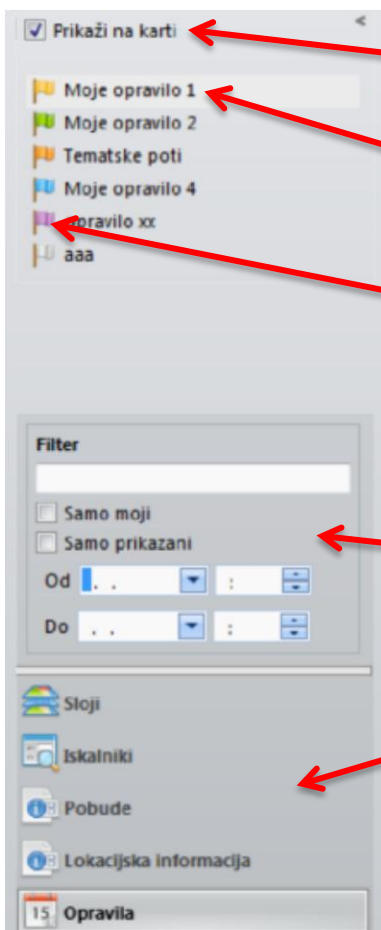 Prikaži na karti <
Moje opravilo 1
Moje opravilo 2
Tematske poti
Moje opravilo 4
opravilo xx
aaa
Filter
Samo moji
Samo prikazani
Od . . :
Do . . :
Sloji
Iskalniki
Pobude
Lokacijska informacija
15 Opravila